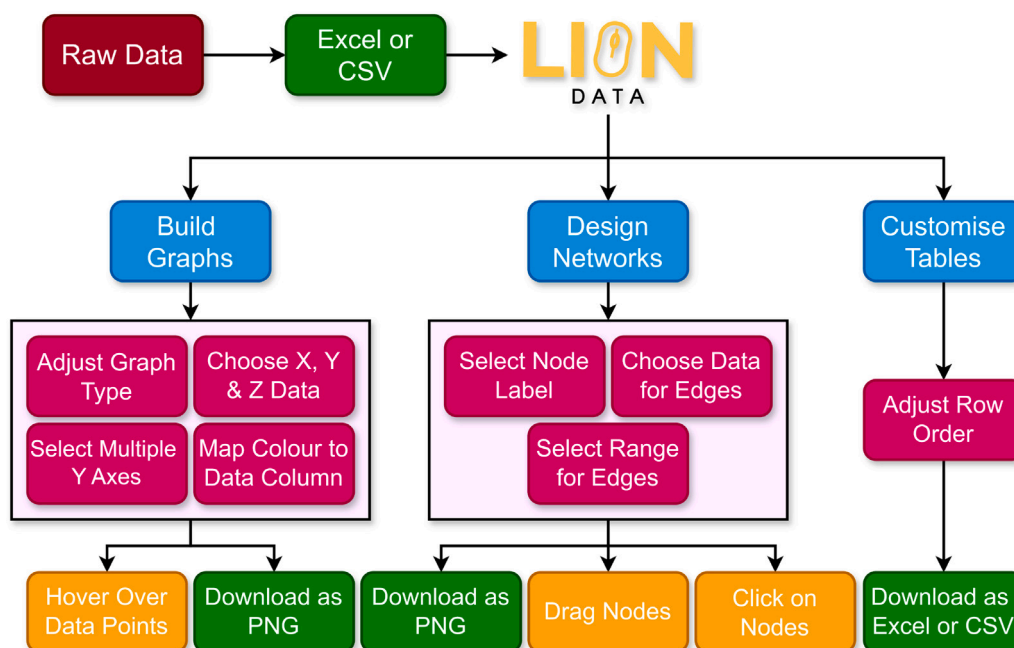 Raw Data
Excel or
CSV
LION
DATA
Build
Graphs
Design
Networks
Customise
Tables
Adjust Graph
Type
Choose X, Y
& Z Data
Select Multiple
Y Axes
Map Colour to
Data Column
Select Node
Label
Choose Data
for Edges
Select Range
for Edges
Adjust Row
Order
Hover Over
Data Points
Download as
PNG
Download as
PNG
Drag Nodes
Click on
Nodes
Download as
Excel or CSV